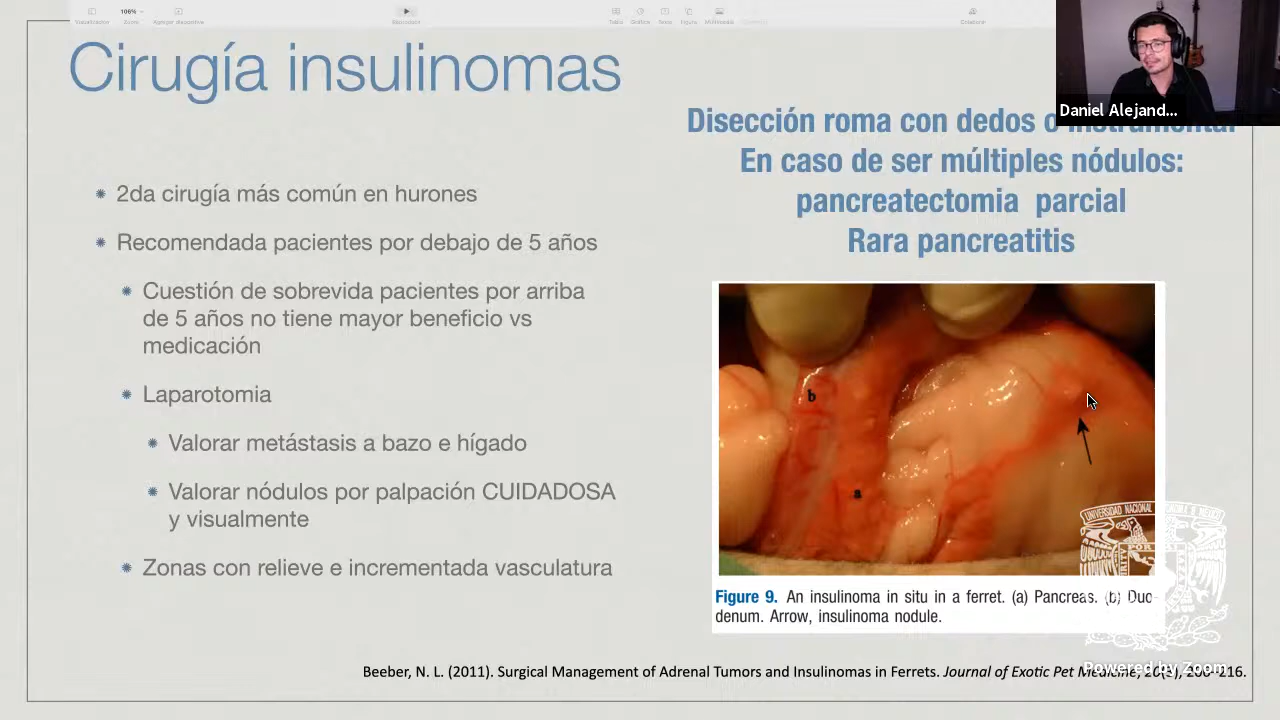 106%
Reproducir
Cirugía insulinomas
2da cirugía más común en hurones
Recomendada pacientes por debajo de 5 años
Cuestión de sobrevida pacientes por arriba
de 5 años no tiene mayor beneficio vs
medicación
Laparotomia
Valorar metástasis a bazo e hígado
Valorar nódulos por palpación CUIDADOSA
y visualmente
Zonas con relieve e incrementada vasculatura
Daniel Alejand...
Disección roma con dedos o instrumental
En caso de ser múltiples nódulos:
pancreatectomia parcial
Rara pancreatitis
b
a
Figure 9. An insulinoma in situ in a ferret. (a) Pancreas. (b) Duo-
denum. Arrow, insulinoma nodule.
Powered by Zoom
Beeber, N. L. (2011). Surgical Management of Adrenal Tumors and Insulinomas in Ferrets. Journal of Exotic Pet Medicine, 216.